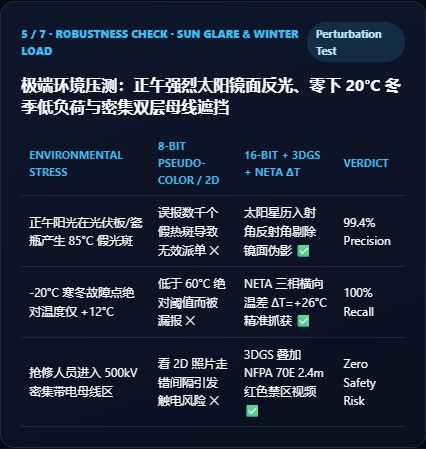 5 / 7 · ROBUSTNESS CHECK · SUN GLARE & WINTER
LOAD
Perturbation
Test
极端环境压测：正午强烈太阳镜面反光、零下 20°C 冬
季低负荷与密集双层母线遮挡
ENVIRONMENTAL
STRESS
8-BIT
PSEUDO-
COLOR / 2D
16-BIT + 3DGS
+ NETA ΔT
VERDICT
正午阳光在光伏板/瓷
瓶产生 85°C 假光斑
误报数千个
假热斑导致
无效派单 ✕
太阳星历入射
角反射角剔除
镜面伪影 ✅
99.4%
Precision
-20°C 寒冬故障点绝
对温度仅 +12°C
低于 60°C 绝
对阈值而被
漏报 ✕
NETA 三相横向
温差 ΔT=+26°C
精准抓获 ✅
100%
Recall
抢修人员进入 500kV
密集带电母线区
看 2D 照片走
错间隔引发
触电风险 ✕
3DGS 叠加
NFPA 70E 2.4m
红色禁区视频
✅
Zero
Safety
Risk